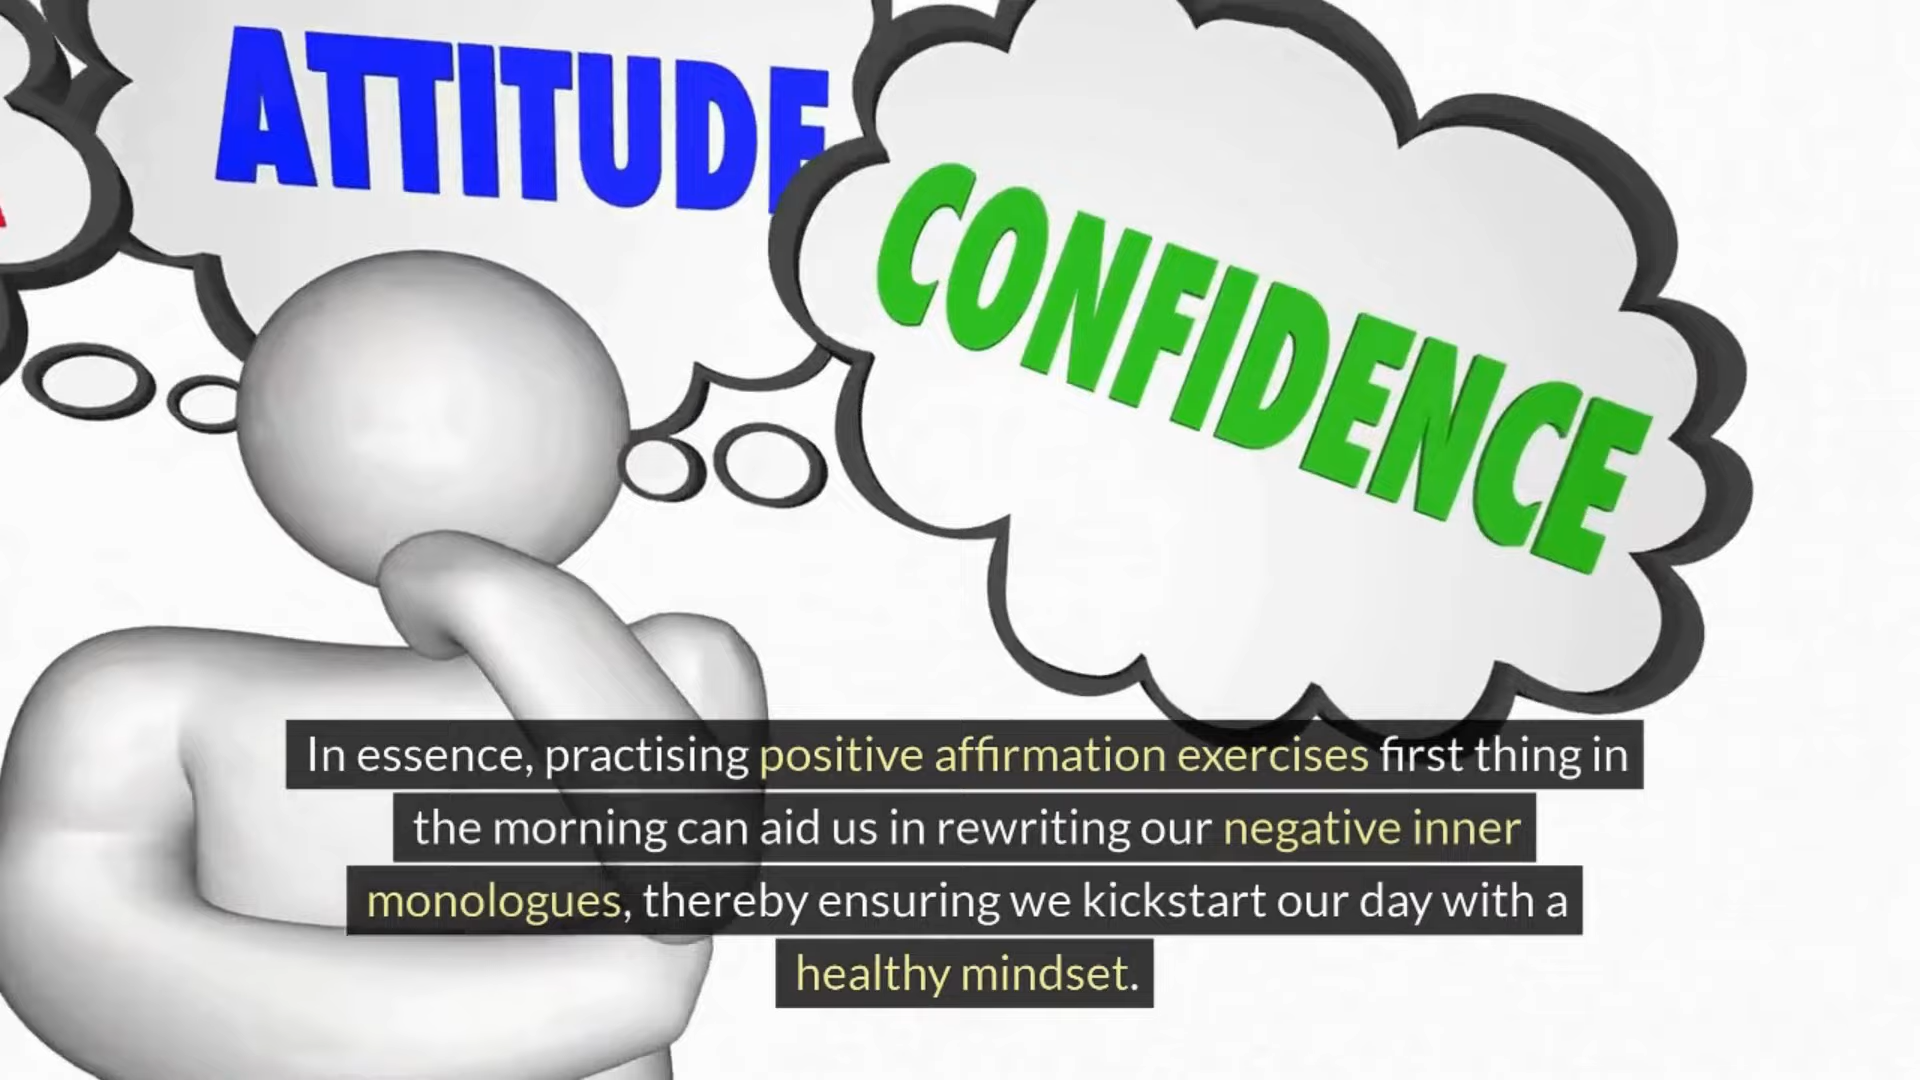 ATTITUDE
CONFIDENCE
In essence, practising positive affirmation exercises first thing in
the morning can aid us in rewriting our negative inner
monologues, thereby ensuring we kickstart our day with a
healthy mindset.